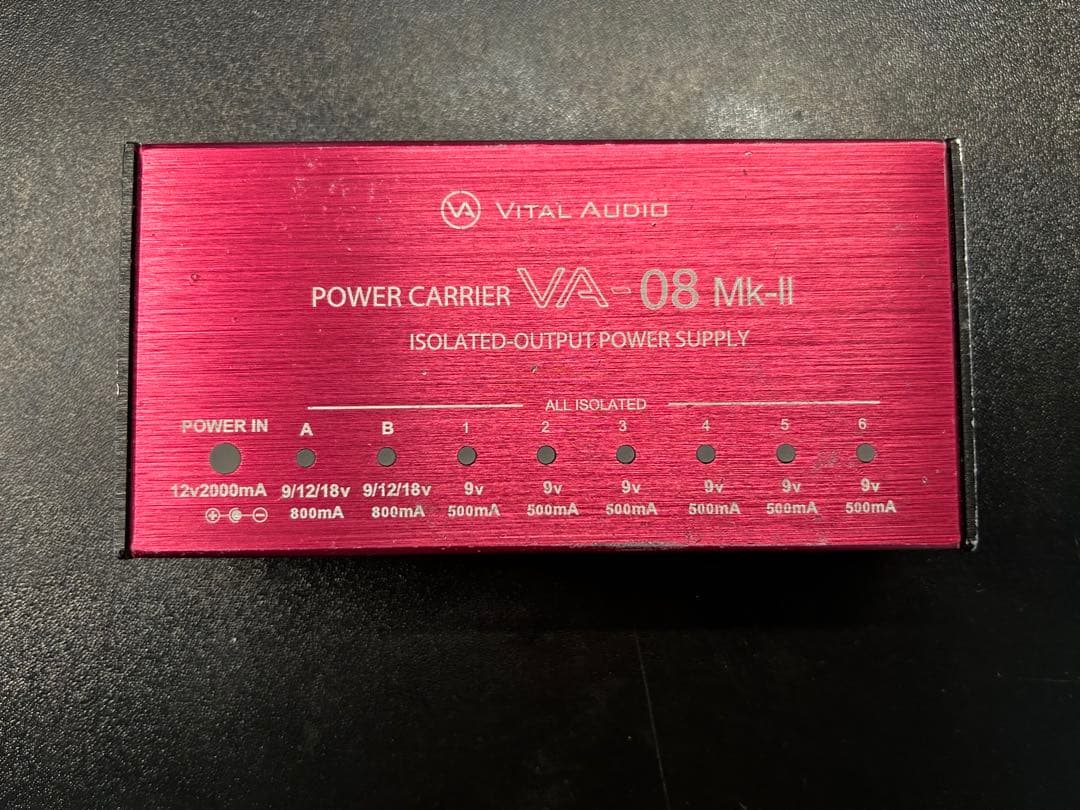 VA VITAL AUDIO
POWER CARRIER VA-08 Mk-II
ISOLATED-OUTPUT POWER SUPPLY
ALL ISOLATED
POWER IN A B 1 2 3 4 5 6
12v2000mA 9/12/18v 9/12/18v 9v 9v 9v 9v 9v 9v
800mA 800mA 500mA 500mA 500mA 500mA 500mA 500mA